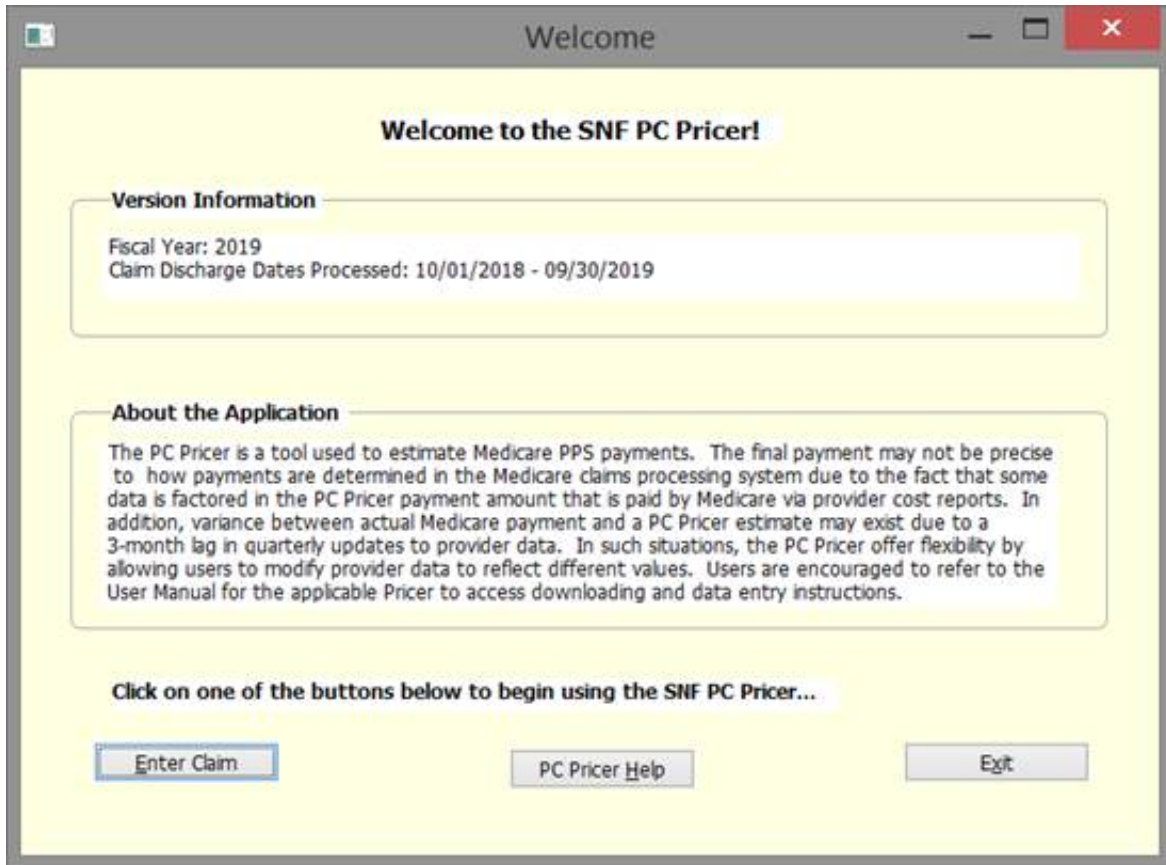 Welcome
Welcome to the SNF PC Pricer!
Version Information
Fiscal Year: 2019
Claim Discharge Dates Processed: 10/01/2018 - 09/30/2019
About the Application
The PC Pricer is a tool used to estimate Medicare PPS payments. The final payment may not be precise
to how payments are determined in the Medicare claims processing system due to the fact that some
data is factored in the PC Pricer payment amount that is paid by Medicare via provider cost reports. In
addition, variance between actual Medicare payment and a PC Pricer estimate may exist due to a
3-month lag in quarterly updates to provider data. In such situations, the PC Pricer offer flexibility by
allowing users to modify provider data to reflect different values. Users are encouraged to refer to the
User Manual for the applicable Pricer to access downloading and data entry instructions.
Click on one of the buttons below to begin using the SNF PC Pricer...
Enter Claim
PC Pricer Help
Exit